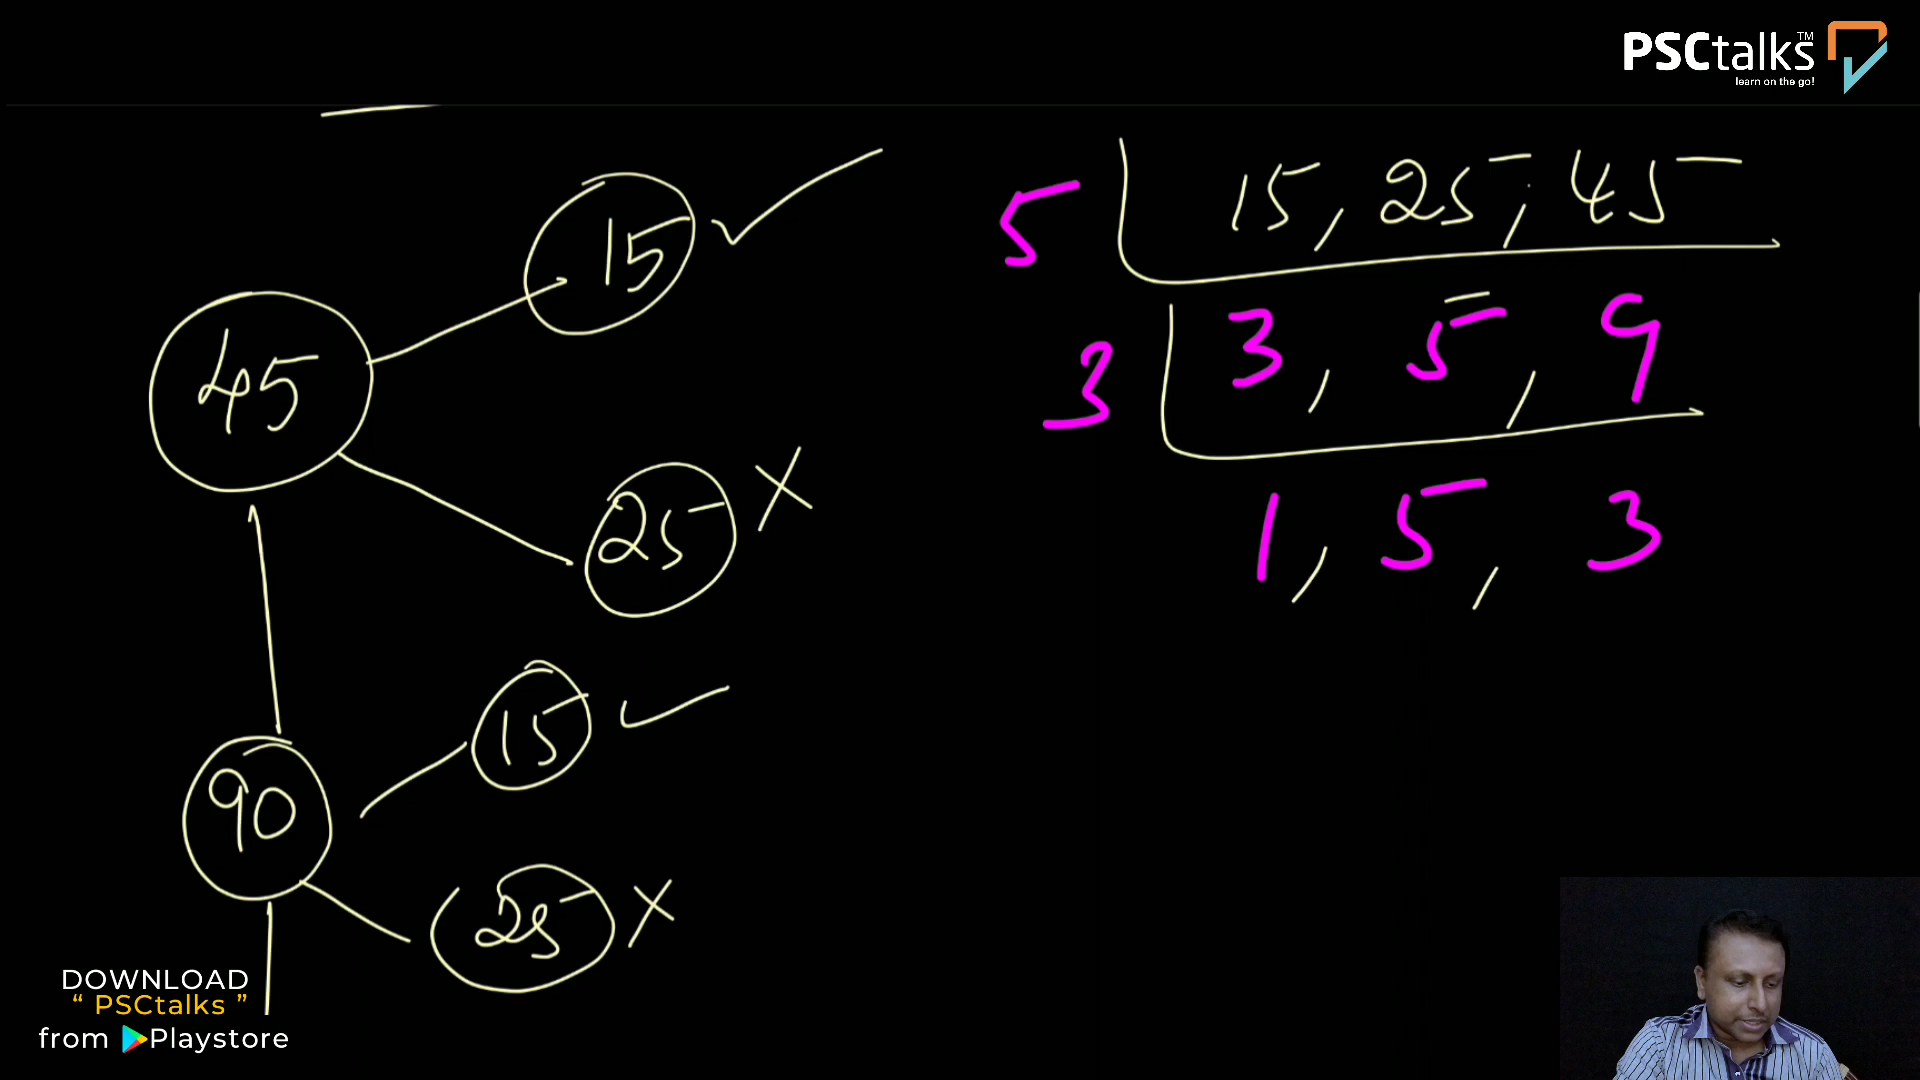 PSCtalks™
learn on the go!
15 ✓
45
25 X
15 ✓
90
25 X
5 | 15, 25, 45
3 | 3, 5, 9
1, 5, 3
DOWNLOAD
“ PSCtalks ”
from Playstore